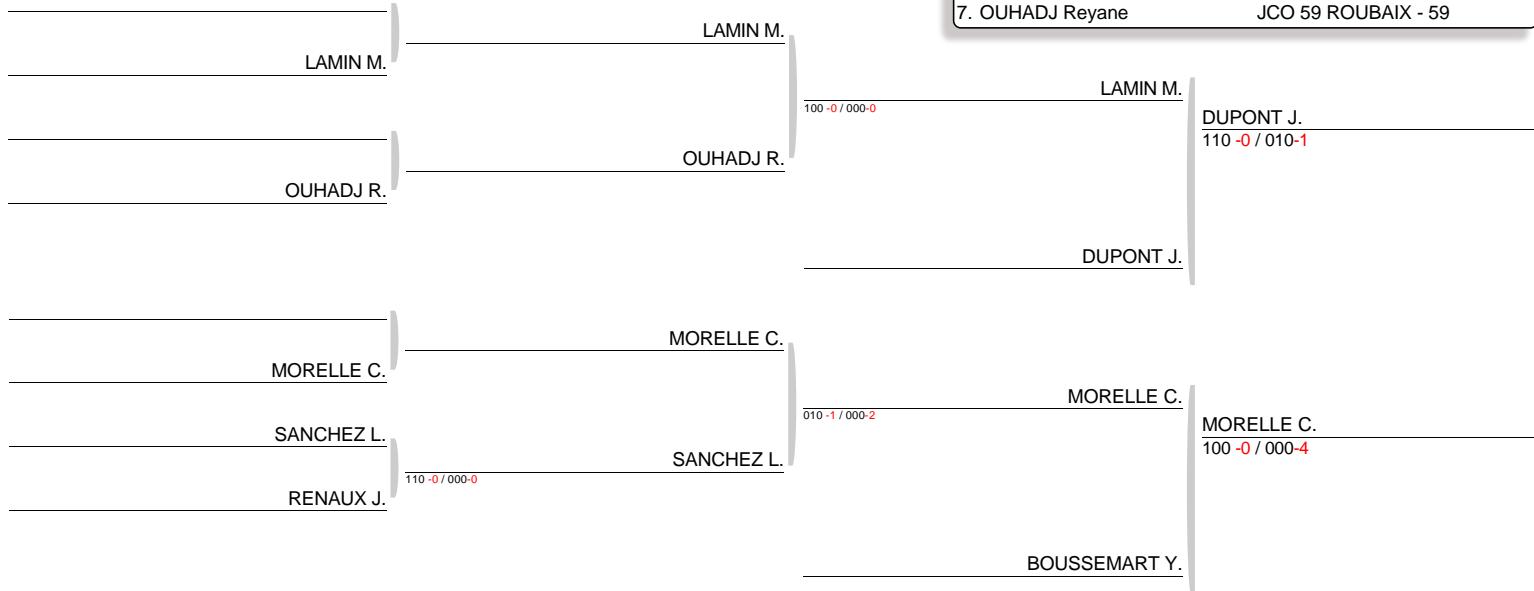 7. OUHADJ Reyane JCO 59 ROUBAIX - 59
LAMIN M.
LAMIN M.
LAMIN M.
100 -0 / 000-0
DUPONT J.
110 -0 / 010-1
OUHADJ R.
OUHADJ R.
DUPONT J.
MORELLE C.
MORELLE C.
MORELLE C.
010 -1 / 000-2
MORELLE C.
100 -0 / 000-4
SANCHEZ L.
SANCHEZ L.
110 -0 / 000-0
RENAUX J.
BOUSSEMART Y.